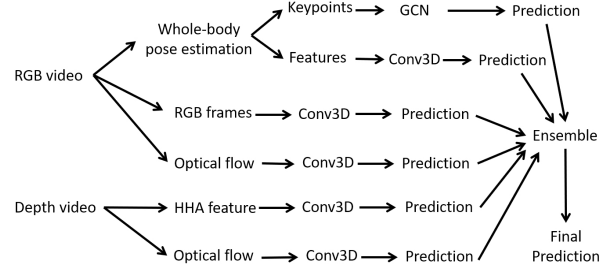 Keypoints GCN Prediction
Whole-body
pose estimation
Features Conv3D Prediction
RGB video
RGB frames Conv3D Prediction
Ensemble
Optical flow Conv3D Prediction
Depth video HHA feature Conv3D Prediction
Final
Prediction
Optical flow Conv3D Prediction